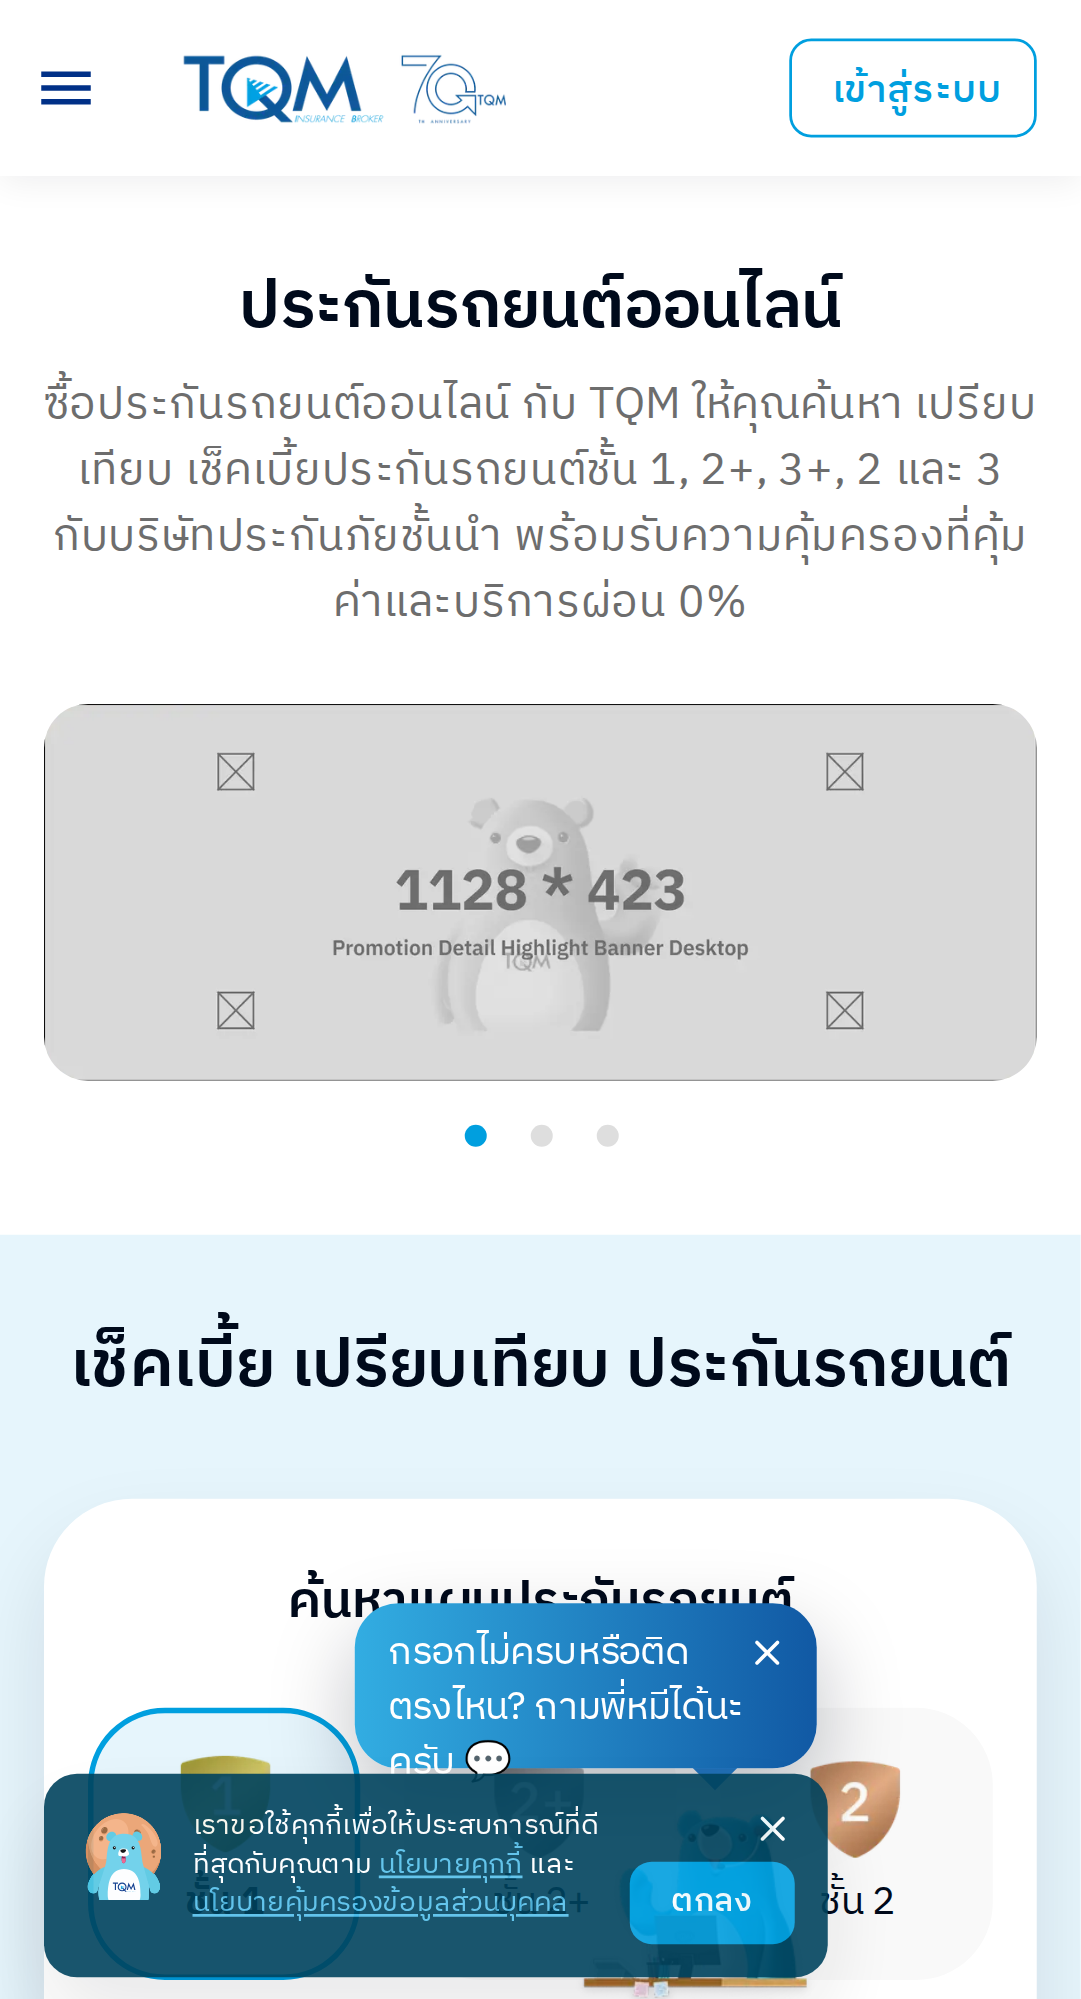 TQM
INSURANCE BROKER
70 TQM
TH ANNIVERSARY
เข้าสู่ระบบ
ประกันรถยนต์ออนไลน์
ซื้อประกันรถยนต์ออนไลน์ กับ TQM ให้คุณค้นหา เปรียบ
เทียบ เช็คเบี้ยประกันรถยนต์ชั้น 1, 2+, 3+, 2 และ 3
กับบริษัทประกันภัยชั้นนำ พร้อมรับความคุ้มครองที่คุ้ม
ค่าและบริการผ่อน 0%
1128 * 423
Promotion Detail Highlight Banner Desktop
TQM
เช็คเบี้ย เปรียบเทียบ ประกันรถยนต์
ค้นหาแผนประกันรถยนต์
กรอกไม่ครบหรือติด
ตรงไหน? ถามพี่หมีได้นะ
ครับ 💬
1
2+
2
ชั้น 1
ชั้น 2+
ชั้น 2
เราขอใช้คุกกี้เพื่อให้ประสบการณ์ที่ดี
ที่สุดกับคุณตาม นโยบายคุกกี้ และ
นโยบายคุ้มครองข้อมูลส่วนบุคคล
ตกลง
TQM